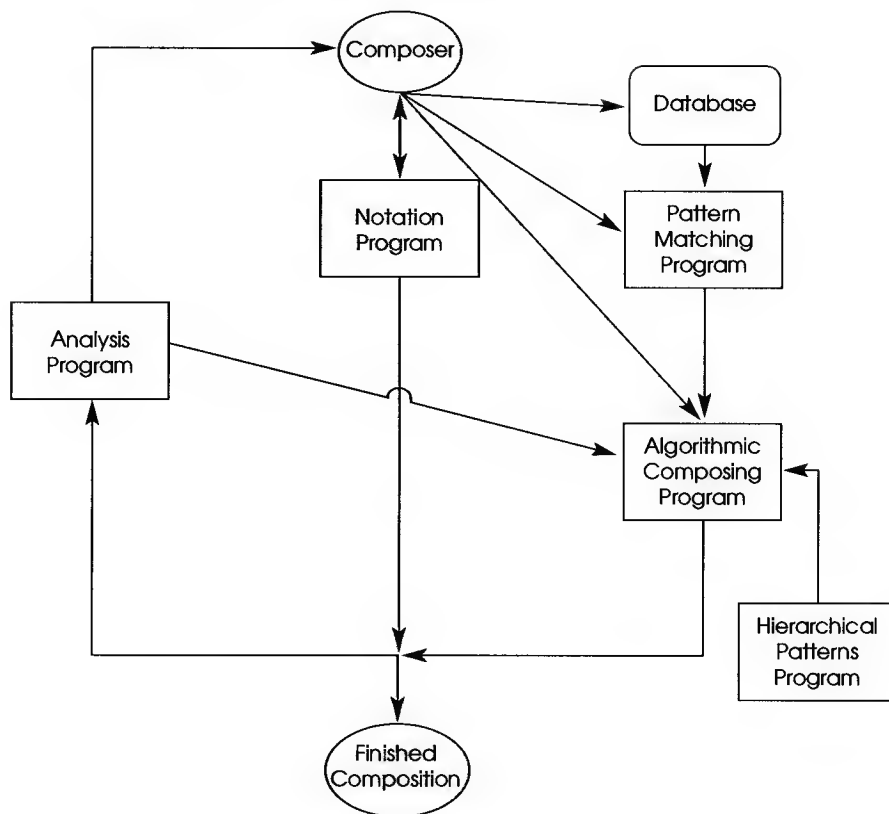 Composer
Database
Notation
Program
Pattern
Matching
Program
Analysis
Program
Algorithmic
Composing
Program
Hierarchical
Patterns
Program
Finished
Composition